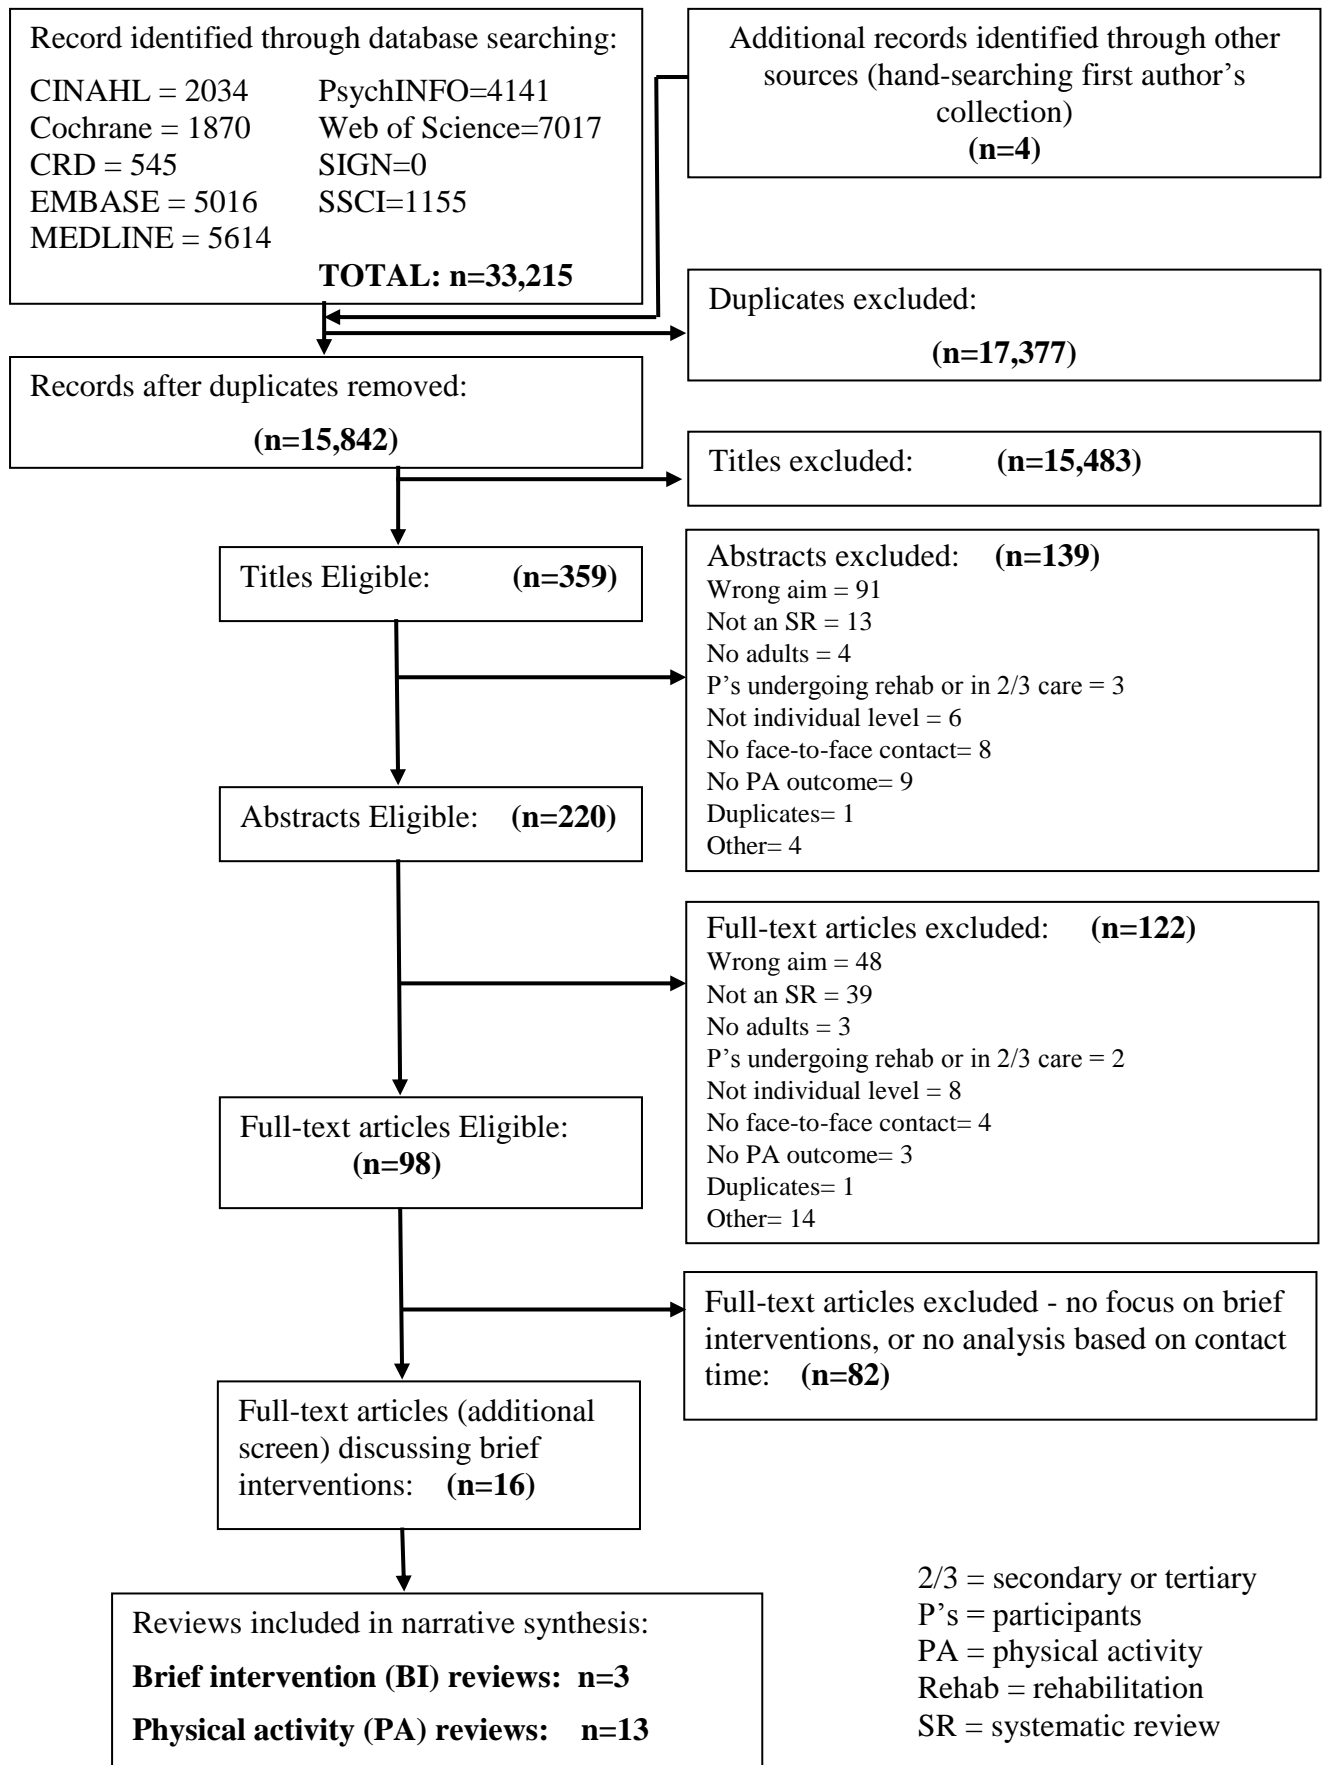 Record identified through database searching:
CINAHL = 2034 PsychINFO=4141
Cochrane = 1870 Web of Science=7017
CRD = 545 SIGN=0
EMBASE = 5016 SSCI=1155
MEDLINE = 5614
TOTAL: n=33,215
Additional records identified through other
sources (hand-searching first author’s
collection)
(n=4)
Duplicates excluded:
(n=17,377)
Records after duplicates removed:
(n=15,842)
Titles excluded: (n=15,483)
Titles Eligible: (n=359)
Abstracts excluded: (n=139)
Wrong aim = 91
Not an SR = 13
No adults = 4
P’s undergoing rehab or in 2/3 care = 3
Not individual level = 6
No face-to-face contact= 8
No PA outcome= 9
Duplicates= 1
Other= 4
Abstracts Eligible: (n=220)
Full-text articles excluded: (n=122)
Wrong aim = 48
Not an SR = 39
No adults = 3
P’s undergoing rehab or in 2/3 care = 2
Not individual level = 8
No face-to-face contact= 4
No PA outcome= 3
Duplicates= 1
Other= 14
Full-text articles Eligible:
(n=98)
Full-text articles excluded - no focus on brief
interventions, or no analysis based on contact
time: (n=82)
Full-text articles (additional
screen) discussing brief
interventions: (n=16)
Reviews included in narrative synthesis:
Brief intervention (BI) reviews: n=3
Physical activity (PA) reviews: n=13
2/3 = secondary or tertiary
P’s = participants
PA = physical activity
Rehab = rehabilitation
SR = systematic review